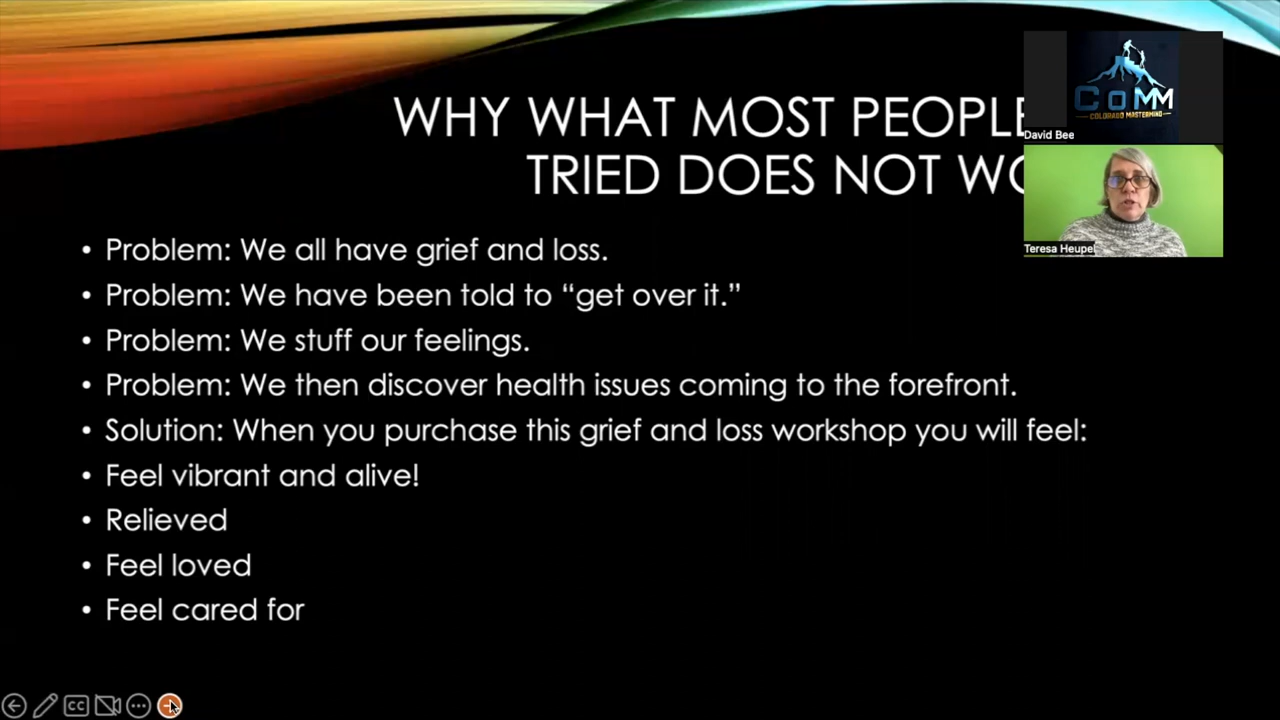 WHY WHAT MOST PEOPLE
TRIED DOES NOT
• Problem: We all have grief and loss.
• Problem: We have been told to “get over it.”
• Problem: We stuff our feelings.
• Problem: We then discover health issues coming to the forefront.
• Solution: When you purchase this grief and loss workshop you will feel:
• Feel vibrant and alive!
• Relieved
• Feel loved
• Feel cared for
CoMM
COLORADO MASTERMIND
David Bee
Teresa Heupel
CC